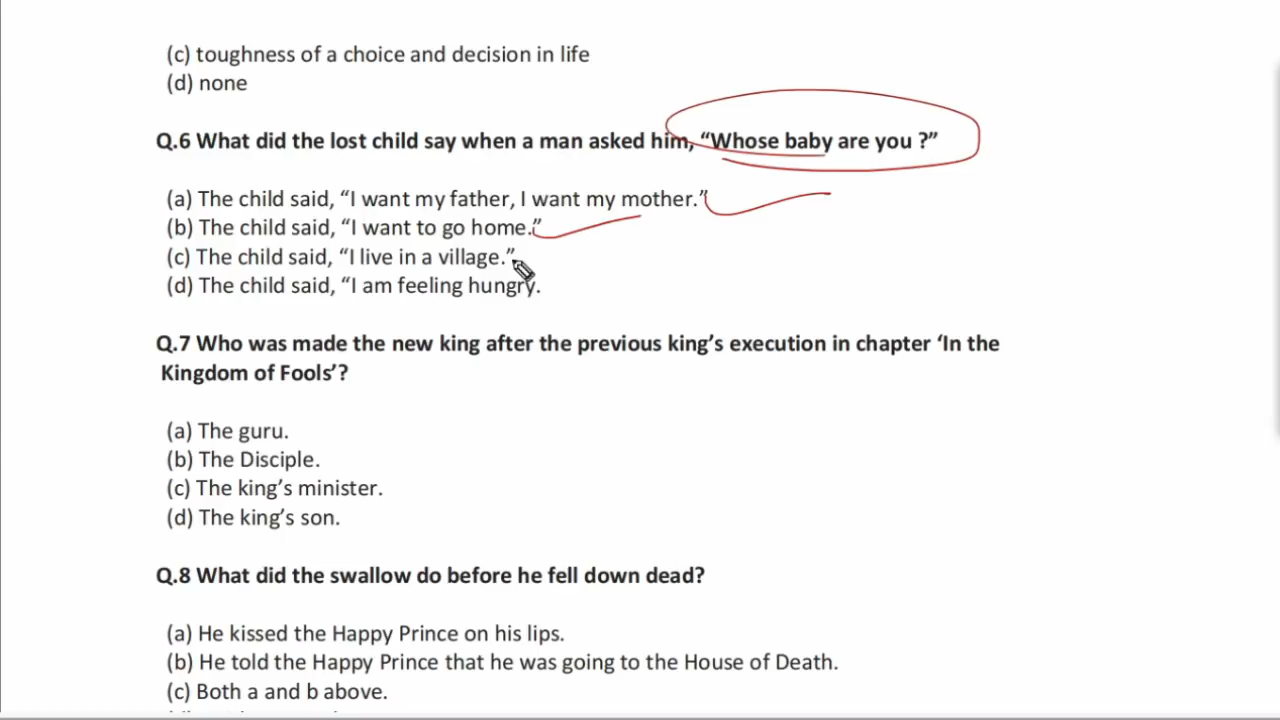 (c) toughness of a choice and decision in life
(d) none
Q.6 What did the lost child say when a man asked him, “Whose baby are you ?”
(a) The child said, “I want my father, I want my mother.”
(b) The child said, “I want to go home.”
(c) The child said, “I live in a village.”
(d) The child said, “I am feeling hungry.
Q.7 Who was made the new king after the previous king’s execution in chapter ‘In the
Kingdom of Fools’?
(a) The guru.
(b) The Disciple.
(c) The king’s minister.
(d) The king’s son.
Q.8 What did the swallow do before he fell down dead?
(a) He kissed the Happy Prince on his lips.
(b) He told the Happy Prince that he was going to the House of Death.
(c) Both a and b above.